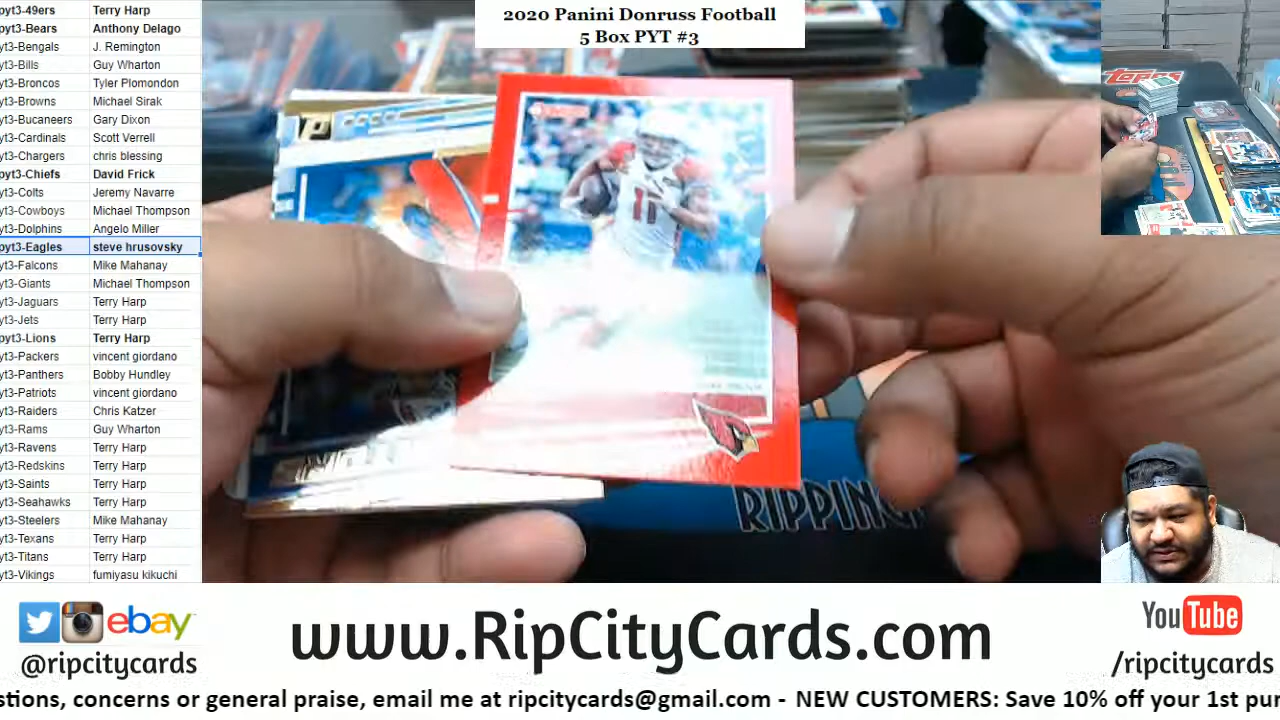 2020 Panini Donruss Football
5 Box PYT #3
pyt3-49ers Terry Harp
pyt3-Bears Anthony Delago
pyt3-Bengals J. Remington
pyt3-Bills Guy Wharton
pyt3-Broncos Tyler Plomondon
pyt3-Browns Michael Sirak
pyt3-Bucaneers Gary Dixon
pyt3-Cardinals Scott Verrell
pyt3-Chargers chris blessing
pyt3-Chiefs David Frick
pyt3-Colts Jeremy Navarre
pyt3-Cowboys Michael Thompson
pyt3-Dolphins Angelo Miller
pyt3-Eagles steve hrusovsky
pyt3-Falcons Mike Mahanay
pyt3-Giants Michael Thompson
pyt3-Jaguars Terry Harp
pyt3-Jets Terry Harp
pyt3-Lions Terry Harp
pyt3-Packers vincent giordano
pyt3-Panthers Bobby Hundley
pyt3-Patriots vincent giordano
pyt3-Raiders Chris Katzer
pyt3-Rams Guy Wharton
pyt3-Ravens Terry Harp
pyt3-Redskins Terry Harp
pyt3-Saints Terry Harp
pyt3-Seahawks Terry Harp
pyt3-Steelers Mike Mahanay
pyt3-Texans Terry Harp
pyt3-Titans Terry Harp
pyt3-Vikings fumiyasu kikuchi
Topps
11
RIPPING
ebay
@ripcitycards
www.RipCityCards.com
YouTube
/ripcitycards
stions, concerns or general praise, email me at ripcitycards@gmail.com - NEW CUSTOMERS: Save 10% off your 1st pur